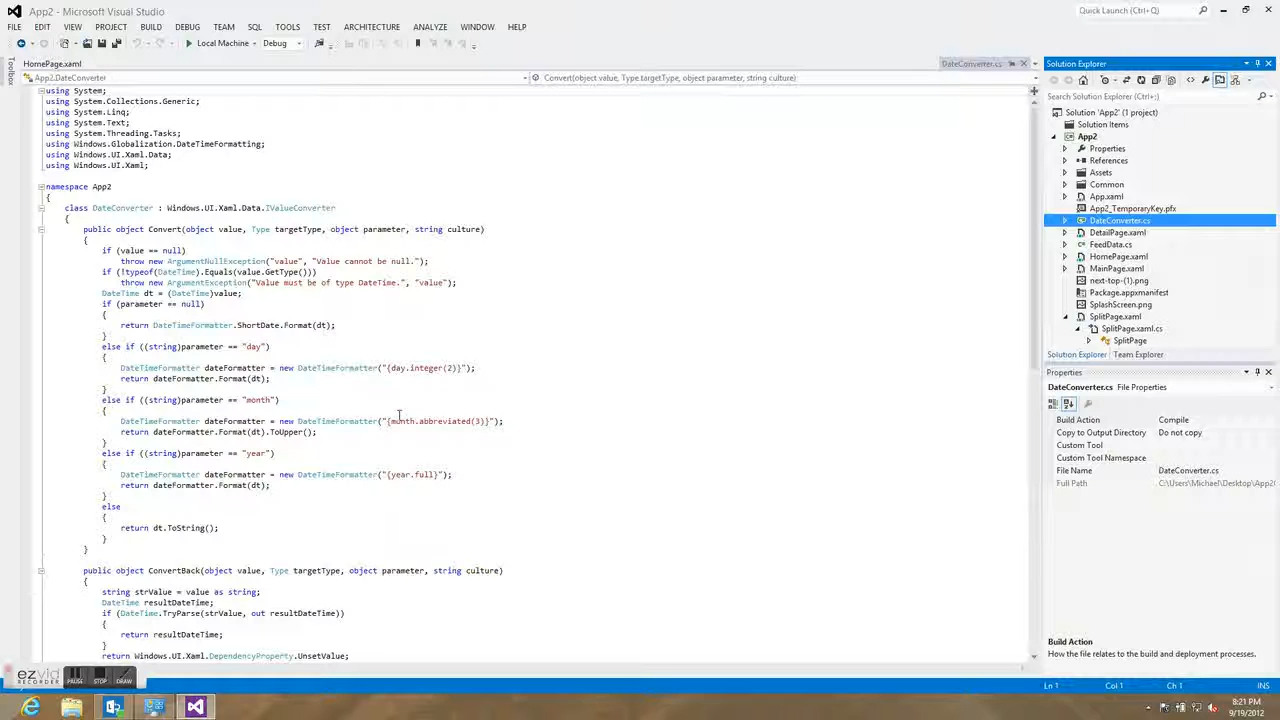 App2 - Microsoft Visual Studio
Quick Launch (Ctrl+Q)
FILE EDIT VIEW PROJECT BUILD DEBUG TEAM SQL TOOLS TEST ARCHITECTURE ANALYZE WINDOW HELP
Local Machine Debug
HomePage.xaml DateConverter.cs
App2.DateConverter Convert(object value, Type targetType, object parameter, string culture)
Toolbox
using System;
using System.Collections.Generic;
using System.Linq;
using System.Text;
using System.Threading.Tasks;
using Windows.Globalization.DateTimeFormatting;
using Windows.UI.Xaml.Data;
using Windows.UI.Xaml;
namespace App2
{
class DateConverter : Windows.UI.Xaml.Data.IValueConverter
{
public object Convert(object value, Type targetType, object parameter, string culture)
{
if (value == null)
throw new ArgumentNullException("value", "Value cannot be null.");
if (!typeof(DateTime).Equals(value.GetType()))
throw new ArgumentException("Value must be of type DateTime.", "value");
DateTime dt = (DateTime)value;
if (parameter == null)
{
return DateTimeFormatter.ShortDate.Format(dt);
}
else if ((string)parameter == "day")
{
DateTimeFormatter dateFormatter = new DateTimeFormatter("{day.integer(2)}");
return dateFormatter.Format(dt);
}
else if ((string)parameter == "month")
{
DateTimeFormatter dateFormatter = new DateTimeFormatter("{month.abbreviated(3)}");
return dateFormatter.Format(dt).ToUpper();
}
else if ((string)parameter == "year")
{
DateTimeFormatter dateFormatter = new DateTimeFormatter("{year.full}");
return dateFormatter.Format(dt);
}
else
{
return dt.ToString();
}
}
public object ConvertBack(object value, Type targetType, object parameter, string culture)
{
string strValue = value as string;
DateTime resultDateTime;
if (DateTime.TryParse(strValue, out resultDateTime))
{
return resultDateTime;
}
return Windows.UI.Xaml.DependencyProperty.UnsetValue;
Solution Explorer
Search Solution Explorer (Ctrl+;)
Solution 'App2' (1 project)
Solution Items
App2
Properties
References
Assets
Common
App.xaml
App2_TemporaryKey.pfx
DateConverter.cs
DetailPage.xaml
FeedData.cs
HomePage.xaml
MainPage.xaml
next-top-(1).png
Package.appxmanifest
SplashScreen.png
SplitPage.xaml
SplitPage.xaml.cs
SplitPage
Solution Explorer Team Explorer
Properties
DateConverter.cs File Properties
Build Action Compile
Copy to Output Directory Do not copy
Custom Tool
Custom Tool Namespace
File Name DateConverter.cs
Full Path C:\Users\Michael\Desktop\App2\
Build Action
How the file relates to the build and deployment processes.
ezvid
RECORDER
PAUSE STOP DRAW
Ln 1 Col 1 Ch 1 INS
8:21 PM
9/19/2012